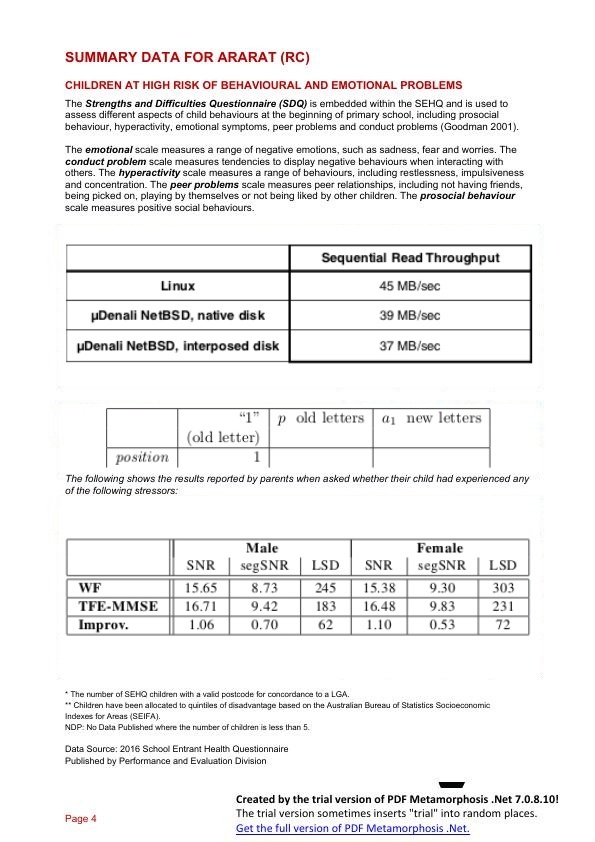 SUMMARY DATA FOR ARARAT (RC)
CHILDREN AT HIGH RISK OF BEHAVIOURAL AND EMOTIONAL PROBLEMS
The Strengths and Difficulties Questionnaire (SDQ) is embedded within the SEHQ and is used to
assess different aspects of child behaviours at the beginning of primary school, including prosocial
behaviour, hyperactivity, emotional symptoms, peer problems and conduct problems (Goodman 2001).
The emotional scale measures a range of negative emotions, such as sadness, fear and worries. The
conduct problem scale measures tendencies to display negative behaviours when interacting with
others. The hyperactivity scale measures a range of behaviours, including restlessness, impulsiveness
and concentration. The peer problems scale measures peer relationships, including not having friends,
being picked on, playing by themselves or not being liked by other children. The prosocial behaviour
scale measures positive social behaviours.
Sequential Read Throughput
Linux 45 MB/sec
µDenali NetBSD, native disk 39 MB/sec
µDenali NetBSD, interposed disk 37 MB/sec
“1” p old letters a1 new letters
(old letter)
position 1
The following shows the results reported by parents when asked whether their child had experienced any
of the following stressors:
Male Female
SNR segSNR LSD SNR segSNR LSD
WF 15.65 8.73 245 15.38 9.30 303
TFE-MMSE 16.71 9.42 183 16.48 9.83 231
Improv. 1.06 0.70 62 1.10 0.53 72
* The number of SEHQ children with a valid postcode for concordance to a LGA.
** Children have been allocated to quintiles of disadvantage based on the Australian Bureau of Statistics Socioeconomic
Indexes for Areas (SEIFA).
NDP: No Data Published where the number of children is less than 5.
Data Source: 2016 School Entrant Health Questionnaire
Published by Performance and Evaluation Division
Created by the trial version of PDF Metamorphosis .Net 7.0.8.10!
The trial version sometimes inserts "trial" into random places.
Get the full version of PDF Metamorphosis .Net.
Page 4